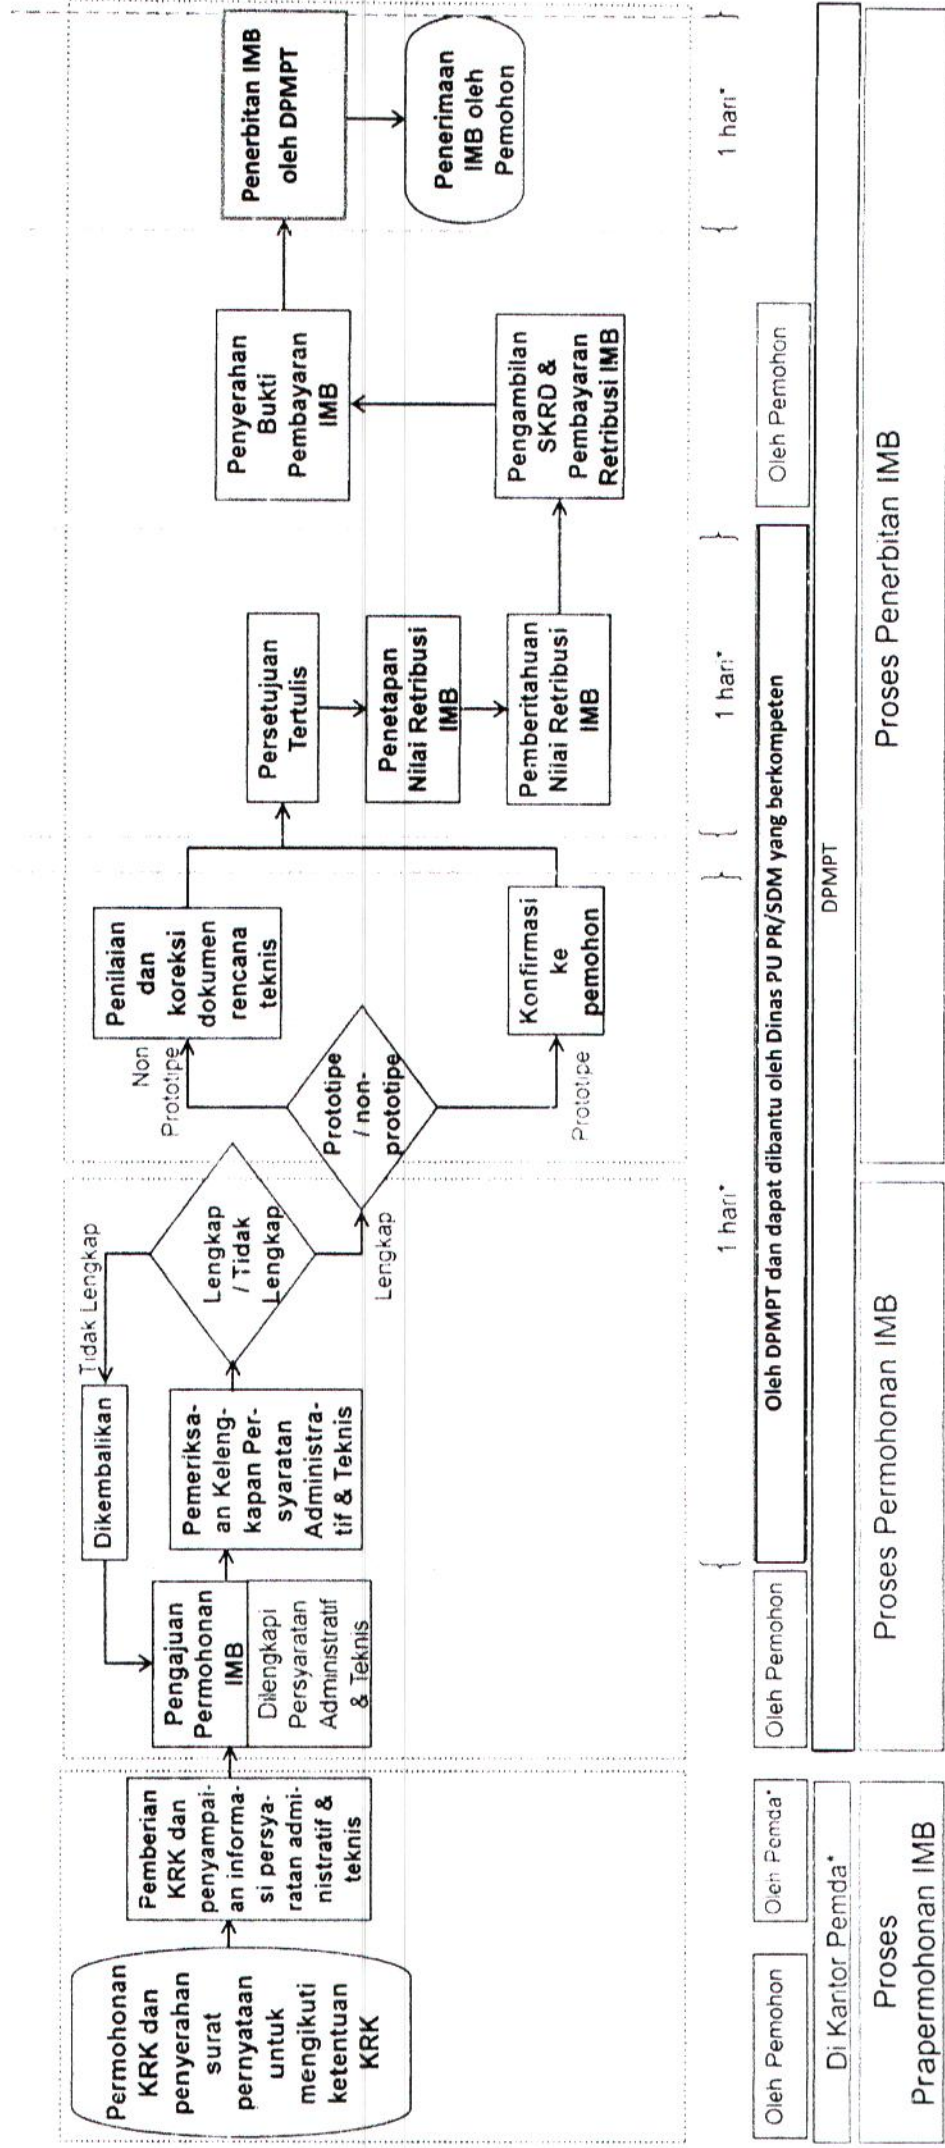 Permohonan
KRK dan
penyerahan
surat
pernyataan
untuk
mengikuti
ketentuan
KRK
Pemberian
KRK dan
penyampai-
an informa-
si persya-
ratan admi-
nistratif &
teknis
Pengajuan
Permohonan
IMB
Dilengkapi
Persyaratan
Administratif
& Teknis
Dikembalikan
Tidak Lengkap
Pemeriksa-
an Keleng-
kapan Per-
syaratan
Administra-
tif & Teknis
Lengkap
/ Tidak
Lengkap
Lengkap
Prototipe
/ non-
prototipe
Non
Prototipe
Prototipe
Penilaian
dan
koreksi
dokumen
rencana
teknis
Konfirmasi
ke
pemohon
Persetujuan
Tertulis
Penetapan
Nilai Retribusi
IMB
Pemberitahuan
Nilai Retribusi
IMB
Pengambilan
SKRD &
Pembayaran
Retribusi IMB
Penyerahan
Bukti
Pembayaran
IMB
Penerbitan IMB
oleh DPMPT
Penerimaan
IMB oleh
Pemohon
{ 1 hari* }
{ 1 hari* }
{ 1 hari* }
Oleh Pemohon
Oleh Pemda*
Oleh Pemohon
Oleh DPMPT dan dapat dibantu oleh Dinas PU PR/SDM yang berkompeten
Oleh Pemohon
Di Kantor Pemda*
DPMPT
Proses
Prapermohonan IMB
Proses Permohonan IMB
Proses Penerbitan IMB